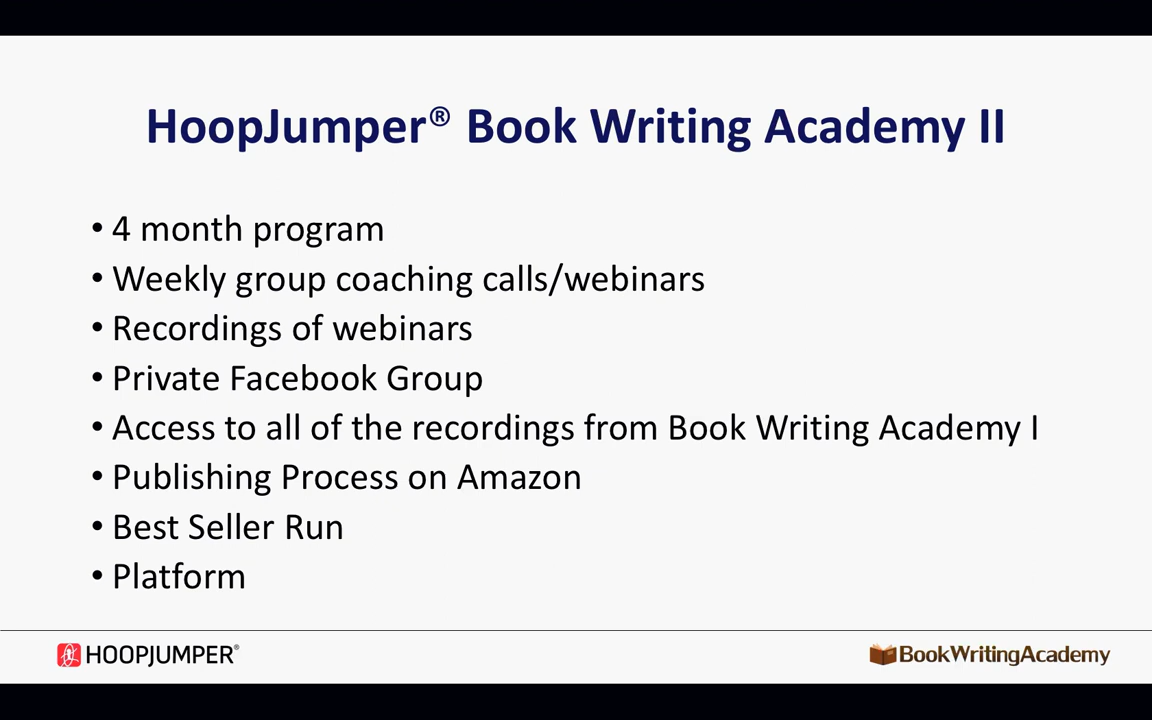 HoopJumper® Book Writing Academy II
• 4 month program
• Weekly group coaching calls/webinars
• Recordings of webinars
• Private Facebook Group
• Access to all of the recordings from Book Writing Academy I
• Publishing Process on Amazon
• Best Seller Run
• Platform
HOOPJUMPER®
BookWritingAcademy